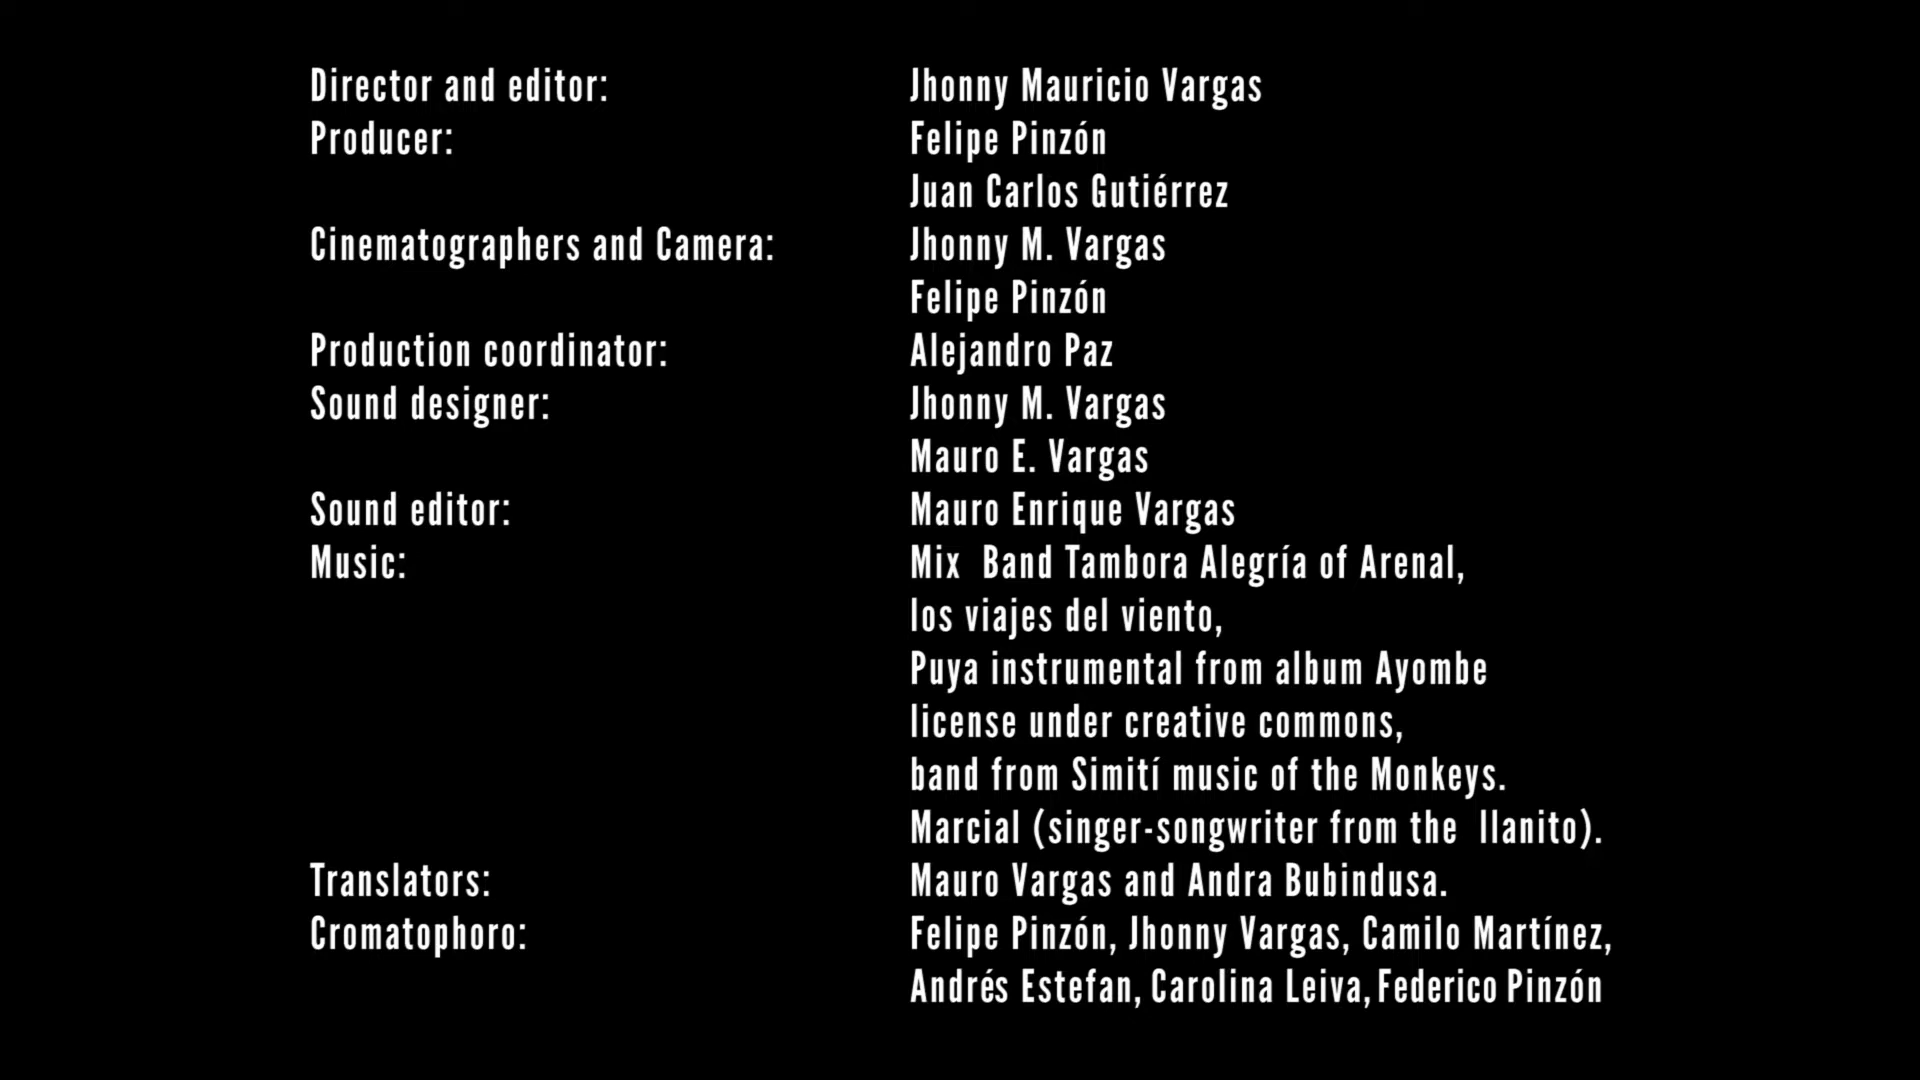 Director and editor: Jhonny Mauricio Vargas
Producer: Felipe Pinzón
Juan Carlos Gutiérrez
Cinematographers and Camera: Jhonny M. Vargas
Felipe Pinzón
Production coordinator: Alejandro Paz
Sound designer: Jhonny M. Vargas
Mauro E. Vargas
Sound editor: Mauro Enrique Vargas
Music: Mix Band Tambora Alegría of Arenal,
los viajes del viento,
Puya instrumental from album Ayombe
license under creative commons,
band from Simití music of the Monkeys.
Marcial (singer-songwriter from the llanito).
Translators: Mauro Vargas and Andra Bubindusa.
Cromatophoro: Felipe Pinzón, Jhonny Vargas, Camilo Martínez,
Andrés Estefan, Carolina Leiva, Federico Pinzón